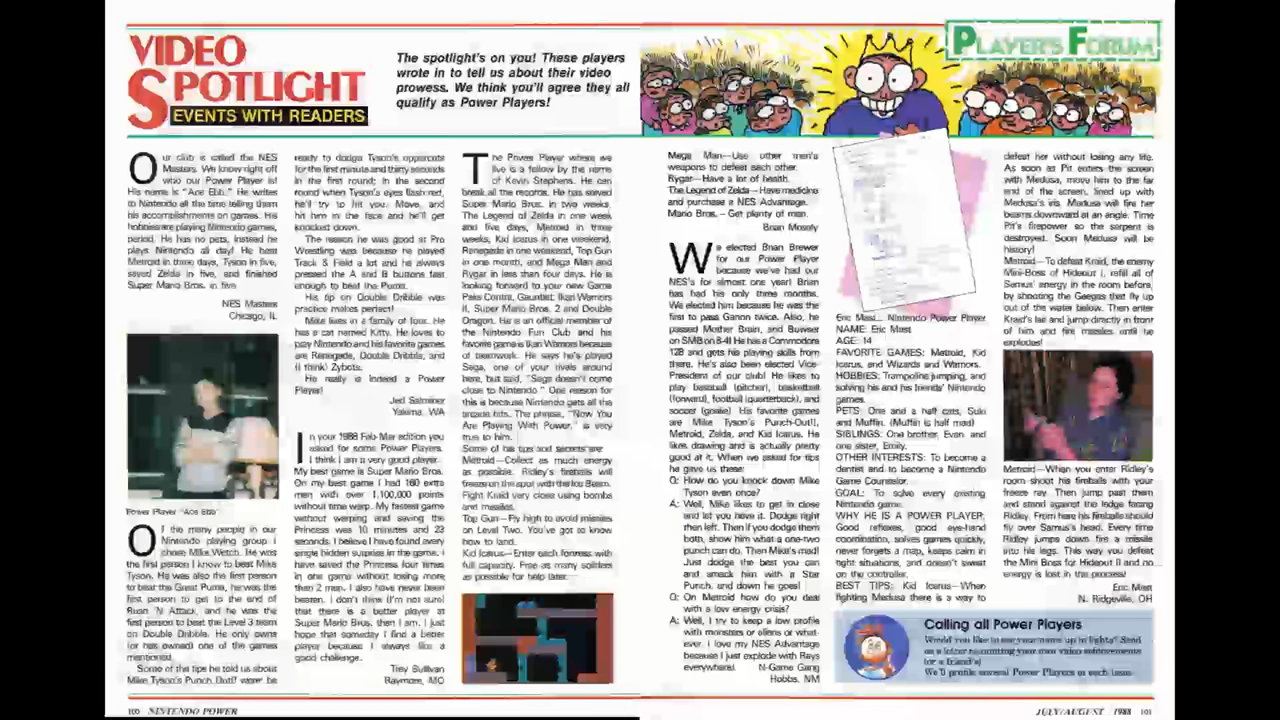 VIDEO
SPOTLIGHT
EVENTS WITH READERS
The spotlight's on you! These players
wrote in to tell us about their video
prowess. We think you'll agree they all
qualify as Power Players!
PLAYER'S FORUM
Our club is called the NES
Masters. We know right off
who our Power Player is!
His name is "Ace Ebb." He writes
to Nintendo all the time telling them
his accomplishments on games. His
hobbies are playing Nintendo games,
period. He has no pets, instead he
plays Nintendo all day! He beat
Metroid in three days, Tyson in five,
saved Zelda in five, and finished
Super Mario Bros. in five
NES Masters
Chicago, IL
Power Player "Ace Ebb"
Of the many people in our
Nintendo playing group I
chose Mike Welch. He was
the first person I know to beat Mike
Tyson. He was also the first person
to beat the Great Puma, he was the
first person to get to the end of
Rush 'N Attack, and he was the
first person to beat the Level 3 team
on Double Dribble. He only owns
(or has owned) one of the games
mentioned.
Some of the tips he told us about
Mike Tyson's Punch Out!! were: be
ready to dodge Tyson's uppercuts
for the first minute and thirty seconds
in the first round; in the second
round when Tyson's eyes flash red,
he'll try to hit you. Move, and
hit him in the face and he'll get
knocked down.
The reason he was good at Pro
Wrestling was because he played
Track & Field a lot and he always
pressed the A and B buttons fast
enough to beat the Puma.
His tip on Double Dribble was
practice makes perfect!
Mike lives in a family of four. He
has a cat named Kitty. He loves to
play Nintendo and his favorite games
are Renegade, Double Dribble, and
(I think) Zybots.
He really is indeed a Power
Player!
Jed Satminer
Yakima, WA
In your 1988 Feb-Mar edition you
asked for some Power Players.
I think I am a very good player.
My best game is Super Mario Bros.
On my best game I had 160 extra
men with over 1,100,000 points
without time warp. My fastest game
without warping and saving the
Princess was 10 minutes and 23
seconds. I believe I have found every
single hidden surprise in the game. I
have saved the Princess four times
in one game without losing more
than 2 men. I also have never been
beaten. I don't think (I'm not sure)
that there is a better player at
Super Mario Bros. then I am. I just
hope that someday I find a better
player because I always like a
good challenge.
Trey Sullivan
Raymore, MO
The Power Player where we
live is a fellow by the name
of Kevin Stephens. He can
break all the records. He has solved
Super Mario Bros. in two weeks,
The Legend of Zelda in one week
and five days, Metroid in three
weeks, Kid Icarus in one weekend,
Renegade in one weekend, Top Gun
in one month, and Mega Man and
Rygar in less than four days. He is
looking forward to your new Game
Paks Contra, Gauntlet, Ikari Warriors
II, Super Mario Bros. 2 and Double
Dragon. He is an official member of
the Nintendo Fun Club and his
favorite game is Ikari Warriors because
of teamwork. He says he's played
Sega, one of your rivals around
here, but said, "Sega doesn't come
close to Nintendo." One reason for
this is because Nintendo gets all the
arcade hits. The phrase, "Now You
Are Playing With Power," is very
true to him.
Some of his tips and secrets are:
Metroid—Collect as much energy
as possible. Ridley's fireballs will
freeze on the spot with the Ice Beam.
Fight Kraid very close using bombs
and missiles.
Top Gun—Fly high to avoid missiles
on Level Two. You've got to know
how to land.
Kid Icarus—Enter each fortress with
full capacity. Free as many soldiers
as possible for help later.
Mega Man—Use other men's
weapons to defeat each other.
Rygar—Have a lot of health.
The Legend of Zelda—Have medicine
and purchase a NES Advantage.
Mario Bros.—Get plenty of man.
Brian Mosely
We elected Brian Brewer
for our Power Player
because we've had our
NES's for almost one year! Brian
has had his only three months.
We elected him because he was the
first to pass Ganon twice. Also, he
passed Mother Brain, and Bowser
on SMB on 8-4! He has a Commodore
128 and gets his playing skills from
there. He's also been elected Vice-
President of our club! He likes to
play baseball (pitcher), basketball
(forward), football (quarterback), and
soccer (goalie). His favorite games
are Mike Tyson's Punch-Out!!,
Metroid, Zelda, and Kid Icarus. He
likes drawing and is actually pretty
good at it. When we asked for tips
he gave us these:
Q: How do you knock down Mike
Tyson even once?
A: Well, Mike likes to get in close
and let you have it. Dodge right
then left. Then if you dodge them
both, show him what a one-two
punch can do. Then Mike's mad!
Just dodge the best you can
and smack him with a Star
Punch, and down he goes!
Q: On Metroid how do you deal
with a low energy crisis?
A: Well, I try to keep a low profile
with monsters or aliens or what-
ever. I love my NES Advantage
because I just explode with Rays
everywhere!
N-Game Gang
Hobbs, NM
Eric Mast... Nintendo Power Player
NAME: Eric Mast
AGE: 14
FAVORITE GAMES: Metroid, Kid
Icarus, and Wizards and Warriors.
HOBBIES: Trampoline jumping, and
solving his and his friends' Nintendo
games.
PETS: One and a half cats, Suki
and Muffin. (Muffin is half mad)
SIBLINGS: One brother, Evan and
one sister, Emily.
OTHER INTERESTS: To become a
dentist and to become a Nintendo
Game Counselor.
GOAL: To solve every existing
Nintendo game.
WHY HE IS A POWER PLAYER:
Good reflexes, good eye-hand
coordination, solves games quickly,
never forgets a map, keeps calm in
tight situations, and doesn't sweat
on the controller.
BEST TIPS: Kid Icarus—When
fighting Medusa there is a way to
defeat her without losing any life.
As soon as Pit enters the screen
with Medusa, move him to the far
end of the screen, lined up with
Medusa's iris. Medusa will fire her
beams downward at an angle. Time
Pit's firepower so the serpent is
destroyed. Soon Medusa will be
history!
Metroid—To defeat Kraid, the enemy
Mini-Boss of Hideout I, refill all of
Samus' energy in the room before,
by shooting the Geegas that fly up
out of the water below. Then enter
Kraid's lair and jump directly in front
of him and fire missiles until he
explodes!
Metroid—When you enter Ridley's
room shoot his fireballs with your
freeze ray. Then jump past them
and stand against the ledge facing
Ridley. From here his fireballs should
fly over Samus's head. Every time
Ridley jumps down fire a missile
into his legs. This way you defeat
the Mini Boss for Hideout II and no
energy is lost in the process!
Eric Mast
N. Ridgeville, OH
Calling all Power Players
Would you like to see your name up in lights? Send
us a letter recounting your own video achievements
(or a friend's)
We'll profile several Power Players in each issue.
100 NINTENDO POWER
JULY/AUGUST 1988 101